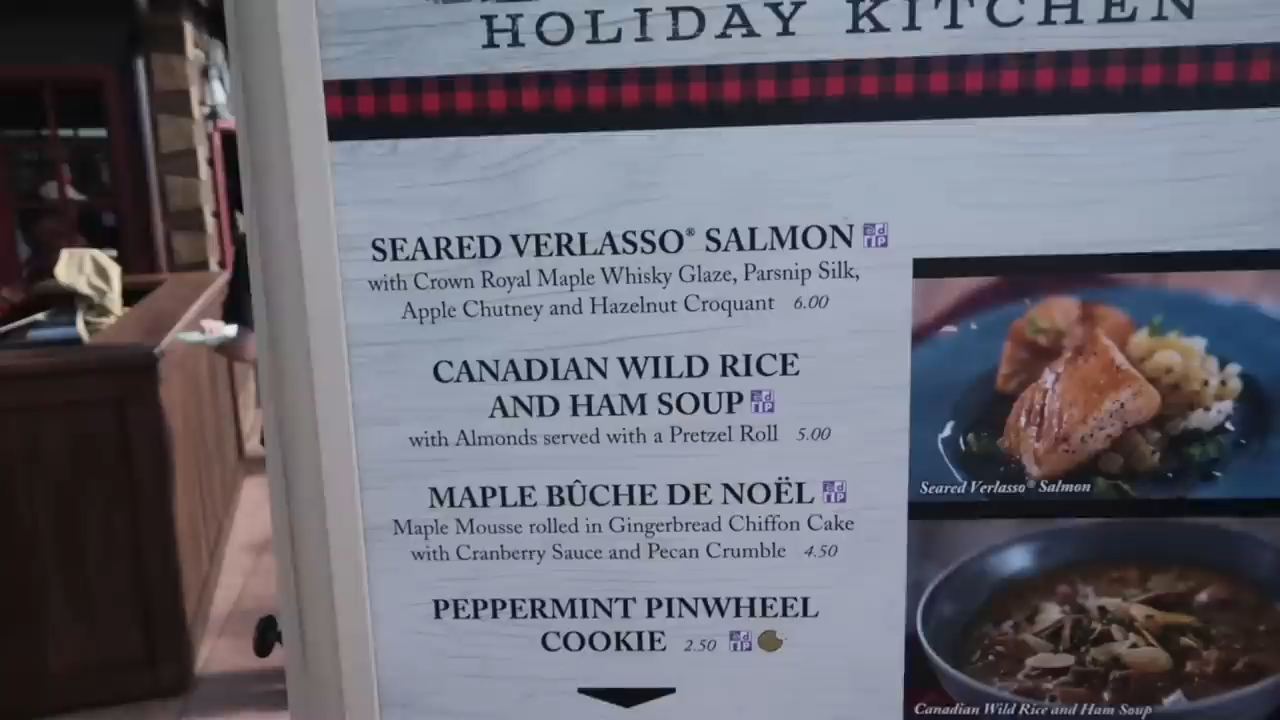 HOLIDAY KITCHEN
SEARED VERLASSO® SALMON
with Crown Royal Maple Whisky Glaze, Parsnip Silk,
Apple Chutney and Hazelnut Croquant 6.00
CANADIAN WILD RICE
AND HAM SOUP
with Almonds served with a Pretzel Roll 5.00
MAPLE BÛCHE DE NOËL
Maple Mousse rolled in Gingerbread Chiffon Cake
with Cranberry Sauce and Pecan Crumble 4.50
PEPPERMINT PINWHEEL
COOKIE 2.50
Seared Verlasso® Salmon
Canadian Wild Rice and Ham Soup